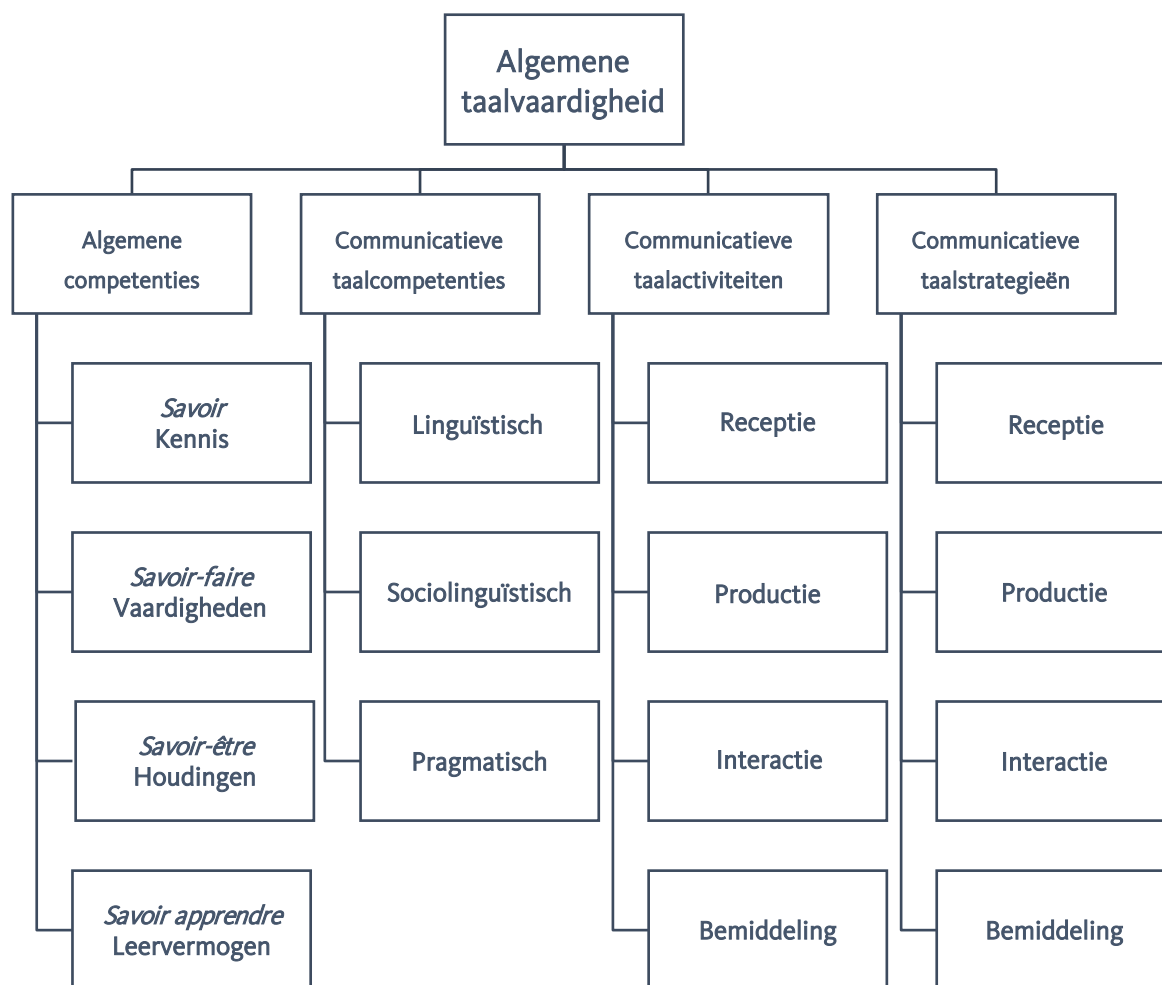 Algemene
taalvaardigheid
Algemene
competenties
Communicatieve
taalcompetenties
Communicatieve
taalactiviteiten
Communicatieve
taalstrategieën
Savoir
Kennis
Linguïstisch
Receptie
Receptie
Savoir-faire
Vaardigheden
Sociolinguïstisch
Productie
Productie
Savoir-être
Houdingen
Pragmatisch
Interactie
Interactie
Savoir apprendre
Leervermogen
Bemiddeling
Bemiddeling